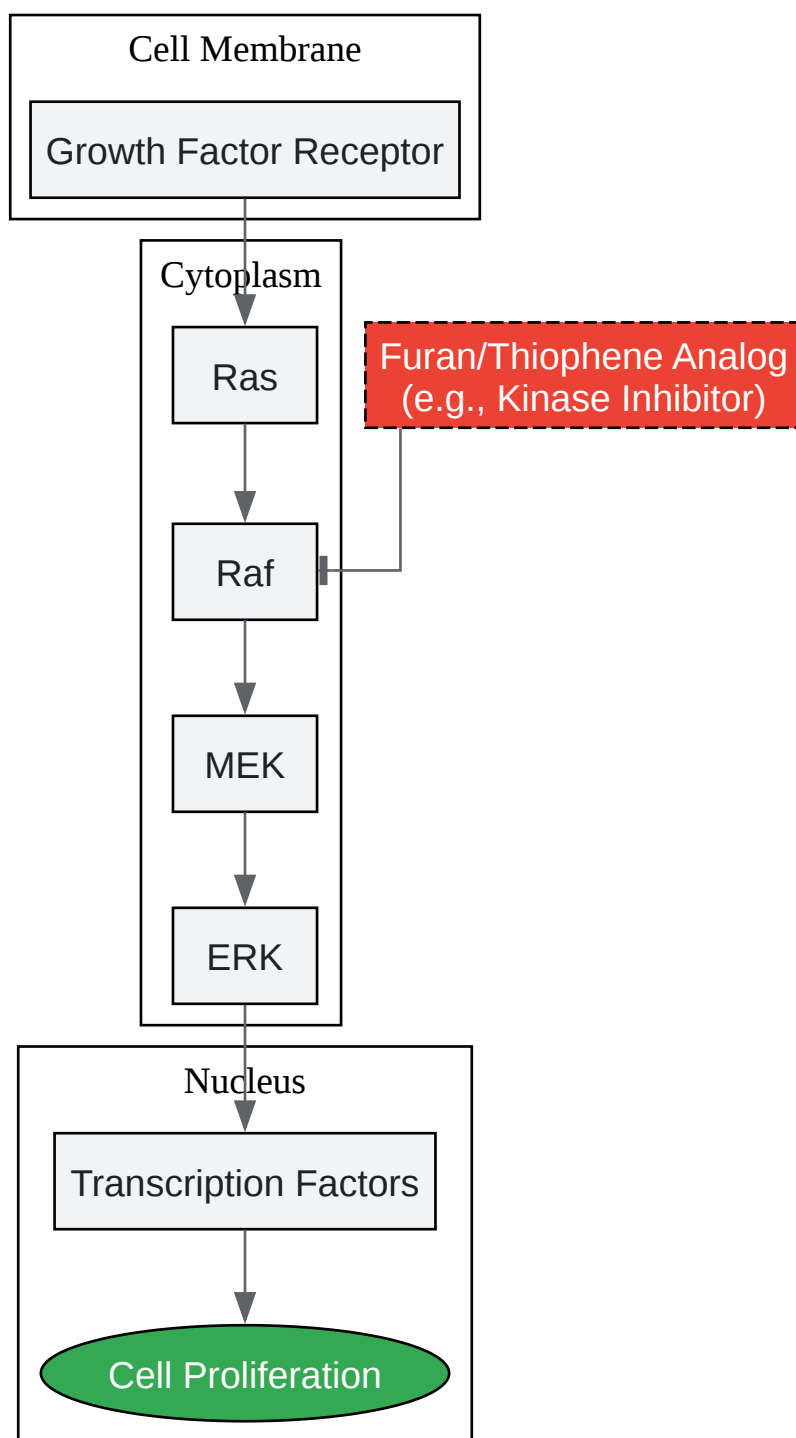 Cell Membrane
Growth Factor Receptor
Cytoplasm
Ras
Furan/Thiophene Analog
(e.g., Kinase Inhibitor)
Raf
MEK
ERK
Nucleus
Transcription Factors
Cell Proliferation